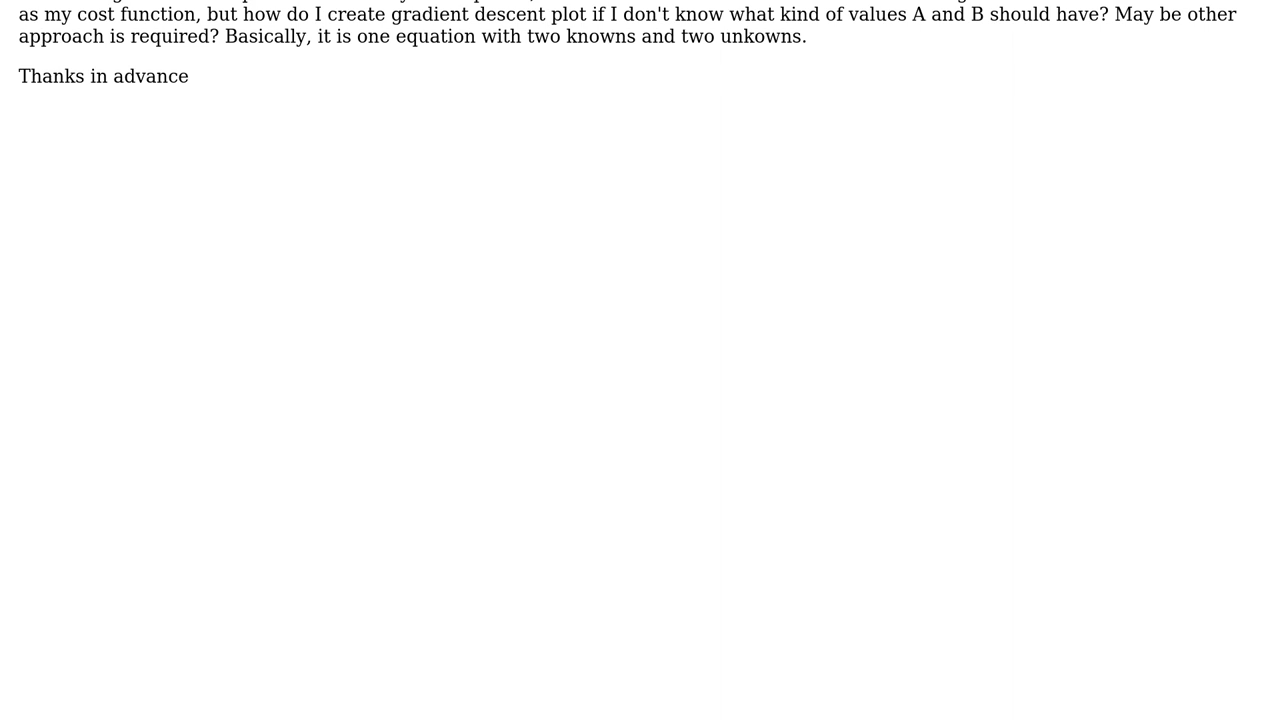 as my cost function, but how do I create gradient descent plot if I don't know what kind of values A and B should have? May be other
approach is required? Basically, it is one equation with two knowns and two unkowns.
Thanks in advance